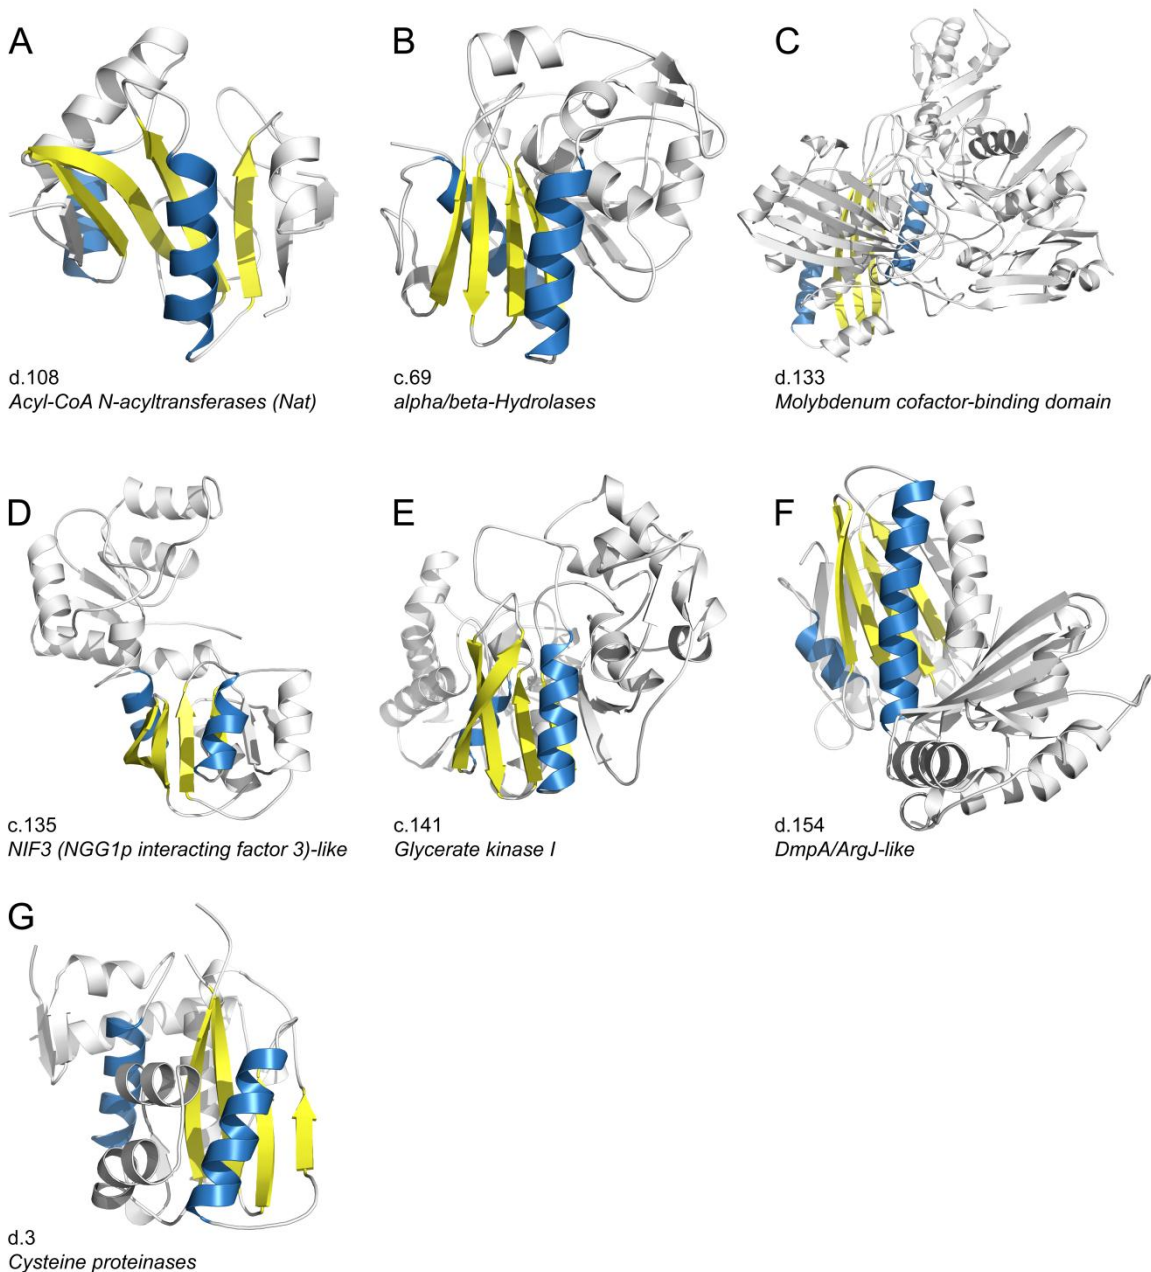 A
B
C
d.108
Acyl-CoA N-acyltransferases (Nat)
c.69
alpha/beta-Hydrolases
d.133
Molybdenum cofactor-binding domain
D
E
F
c.135
NIF3 (NGG1p interacting factor 3)-like
c.141
Glycerate kinase I
d.154
DmpA/ArgJ-like
G
d.3
Cysteine proteinases